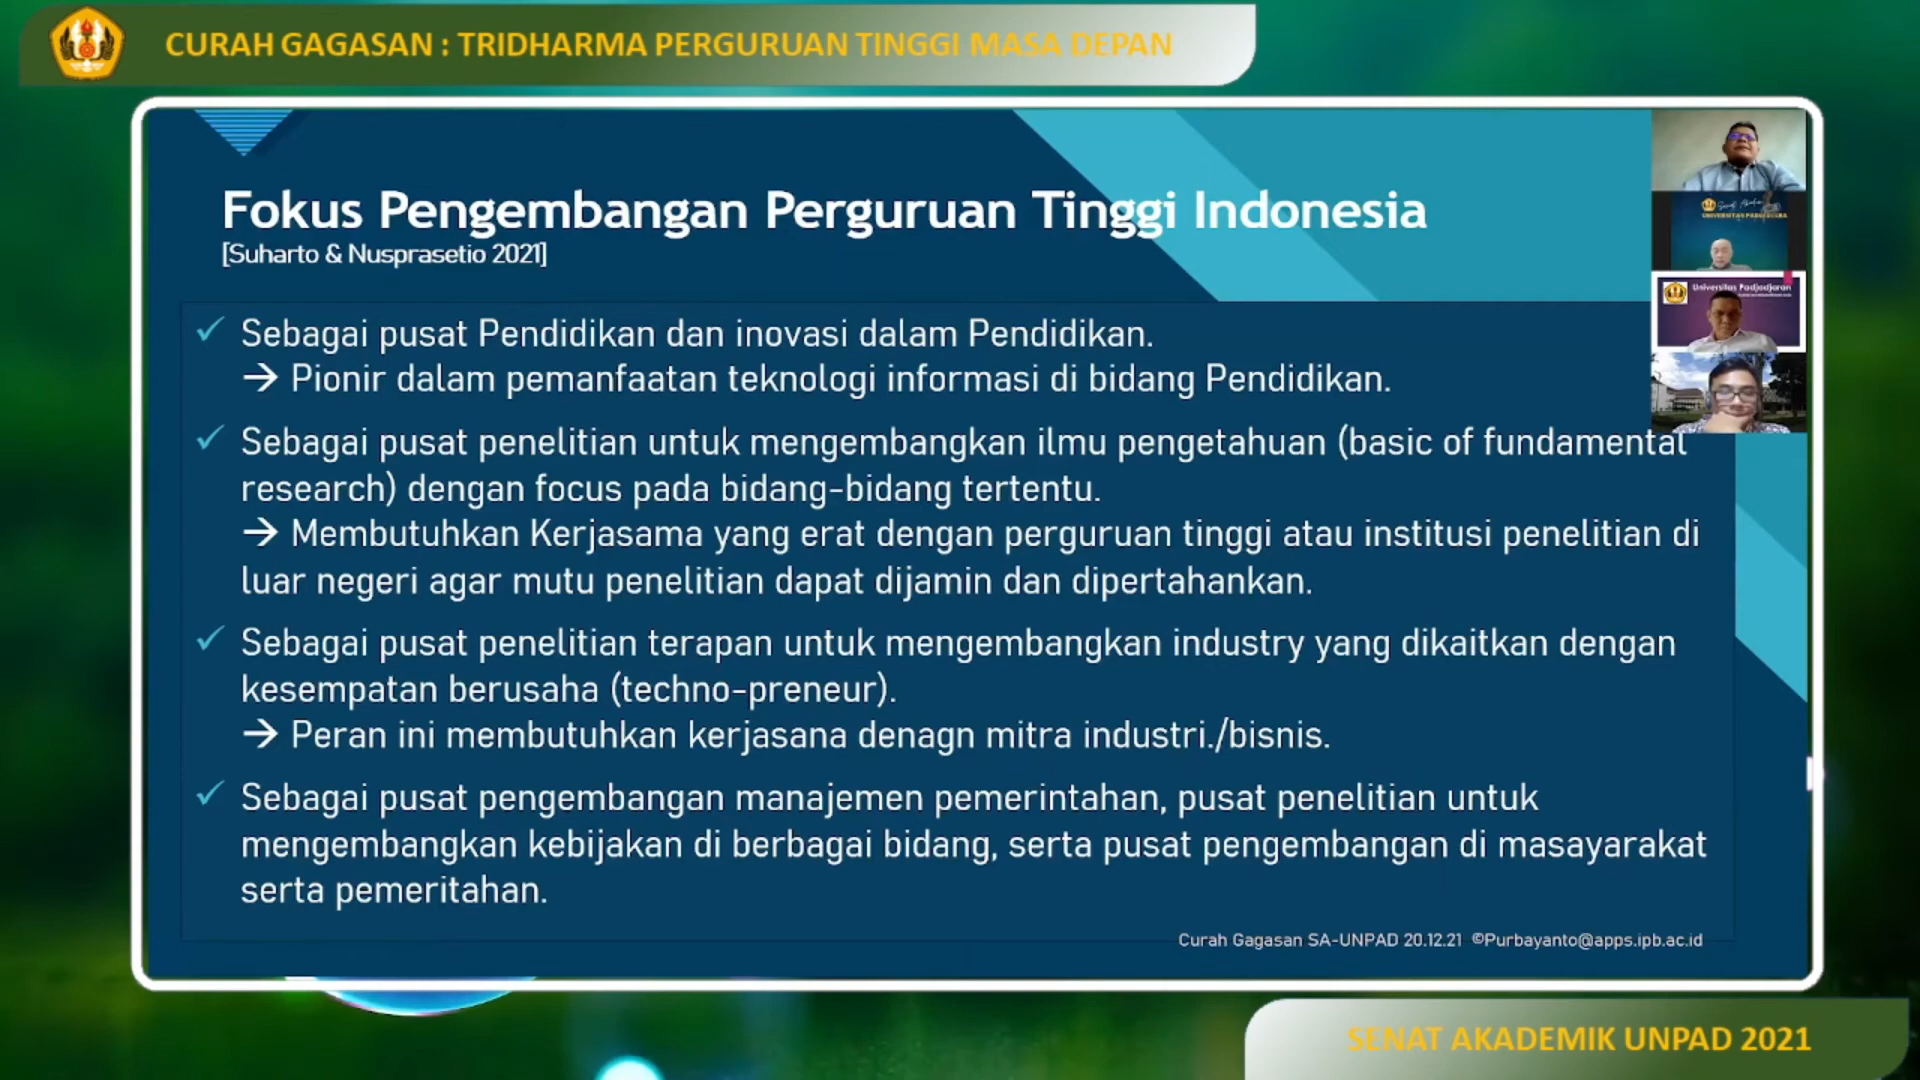 CURAH GAGASAN : TRIDHARMA PERGURUAN TINGGI MASA DEPAN
Fokus Pengembangan Perguruan Tinggi Indonesia
[Suharto & Nusprasetio 2021]
UNIVERSITAS PADJADJARAN
Universitas Padjadjaran
✓ Sebagai pusat Pendidikan dan inovasi dalam Pendidikan.
→ Pionir dalam pemanfaatan teknologi informasi di bidang Pendidikan.
✓ Sebagai pusat penelitian untuk mengembangkan ilmu pengetahuan (basic of fundamental
research) dengan focus pada bidang-bidang tertentu.
→ Membutuhkan Kerjasama yang erat dengan perguruan tinggi atau institusi penelitian di
luar negeri agar mutu penelitian dapat dijamin dan dipertahankan.
✓ Sebagai pusat penelitian terapan untuk mengembangkan industry yang dikaitkan dengan
kesempatan berusaha (techno-preneur).
→ Peran ini membutuhkan kerjasana denagn mitra industri./bisnis.
✓ Sebagai pusat pengembangan manajemen pemerintahan, pusat penelitian untuk
mengembangkan kebijakan di berbagai bidang, serta pusat pengembangan di masayarakat
serta pemeritahan.
Curah Gagasan SA-UNPAD 20.12.21 ©Purbayanto@apps.ipb.ac.id
SENAT AKADEMIK UNPAD 2021